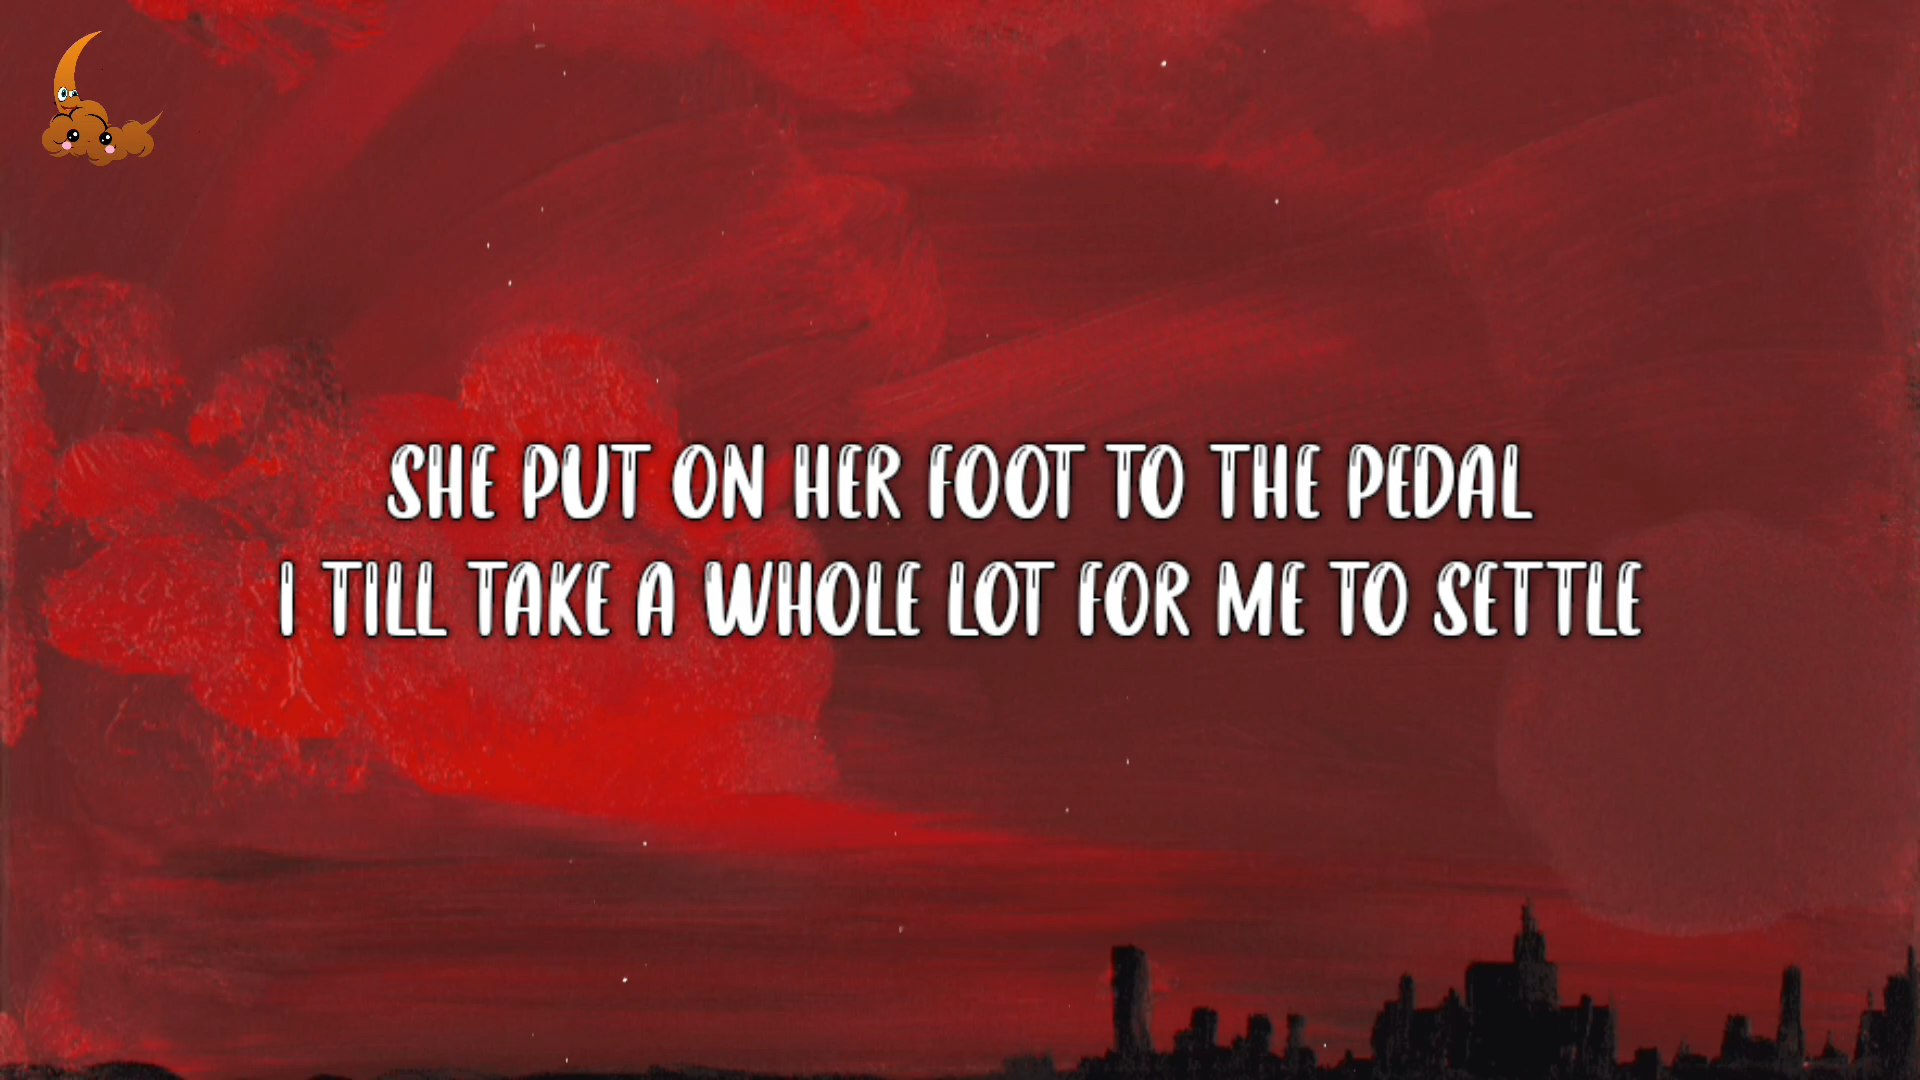 SHE PUT ON HER FOOT TO THE PEDAL
I TILL TAKE A WHOLE LOT FOR ME TO SETTLE